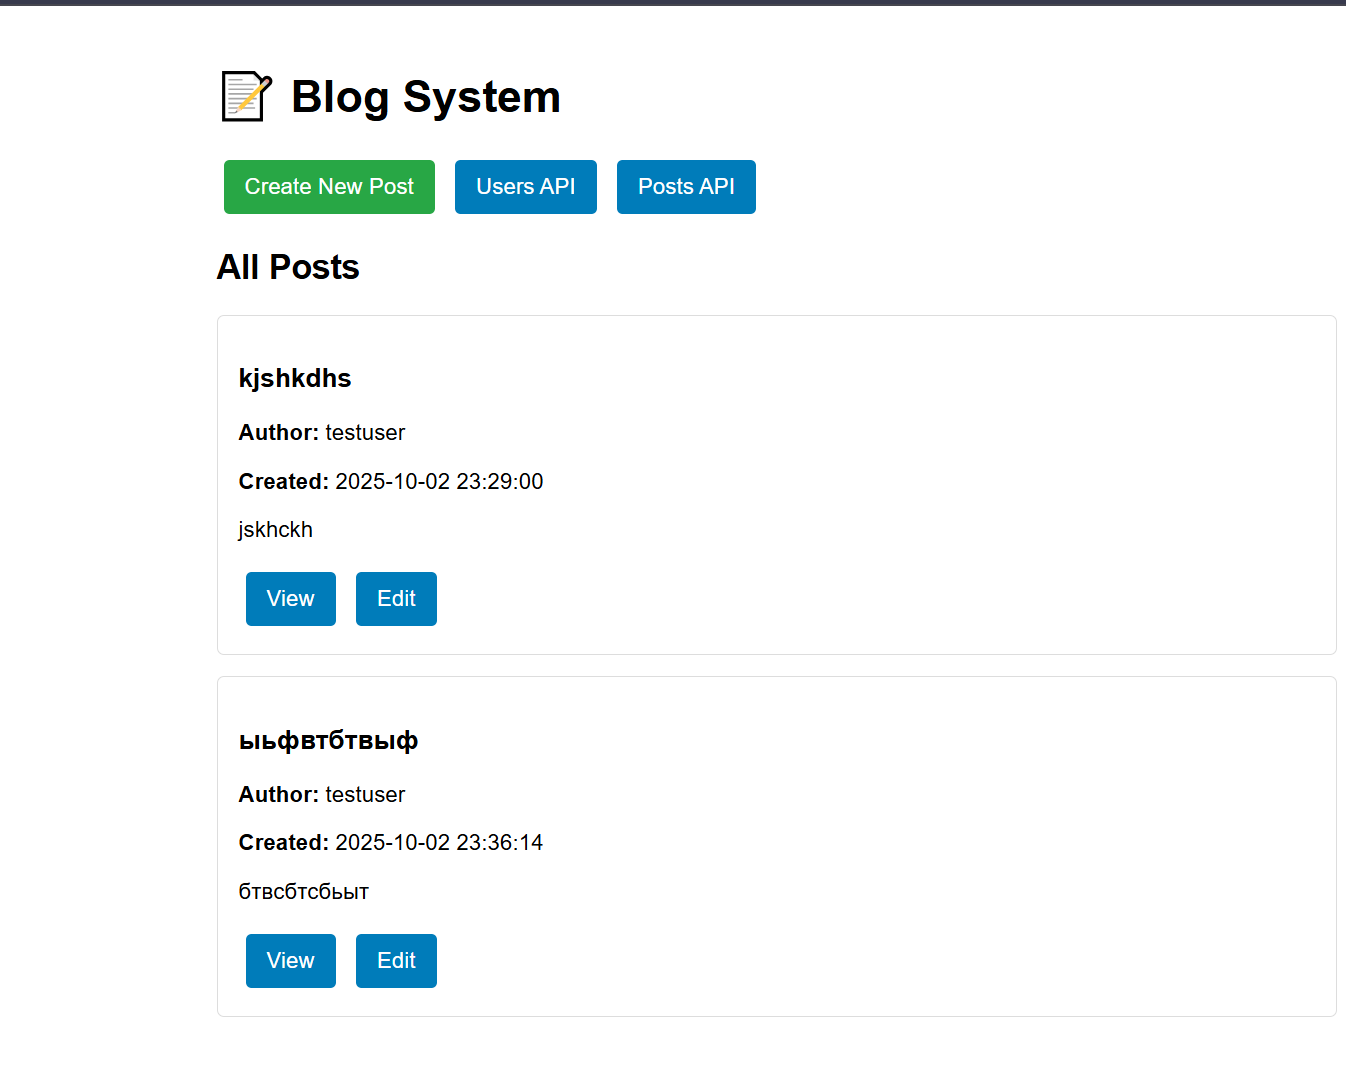 Blog System
Create New Post Users API Posts API
All Posts
kjshkdhs
Author: testuser
Created: 2025-10-02 23:29:00
jskhckh
View Edit
ыьфвтбтвыф
Author: testuser
Created: 2025-10-02 23:36:14
бтвсбтсбьыт
View Edit